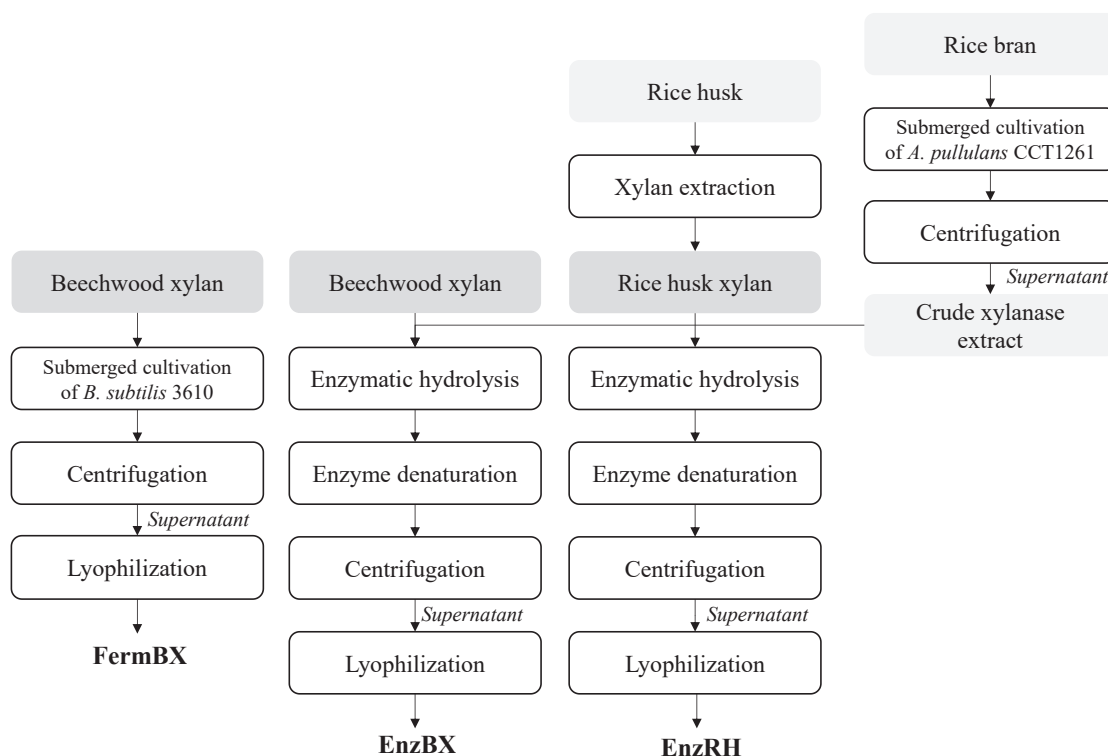 Rice bran
Submerged cultivation
of A. pullulans CCT1261
Centrifugation
Supernatant
Crude xylanase
extract
Rice husk
Xylan extraction
Rice husk xylan
Enzymatic hydrolysis
Enzyme denaturation
Centrifugation
Supernatant
Lyophilization
EnzRH
Beechwood xylan
Enzymatic hydrolysis
Enzyme denaturation
Centrifugation
Supernatant
Lyophilization
EnzBX
Beechwood xylan
Submerged cultivation
of B. subtilis 3610
Centrifugation
Supernatant
Lyophilization
FermBX